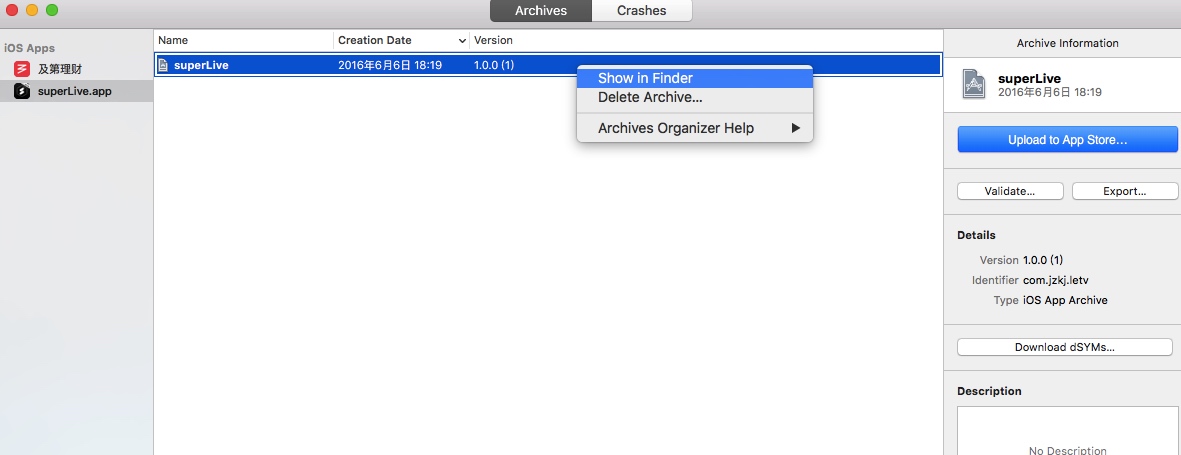 Archives Crashes
iOS Apps
及第理财
superLive.app
Name Creation Date Version
superLive 2016年6月6日 18:19 1.0.0 (1)
Show in Finder
Delete Archive...
Archives Organizer Help
Archive Information
superLive
2016年6月6日 18:19
Upload to App Store...
Validate... Export...
Details
Version 1.0.0 (1)
Identifier com.jzkj.letv
Type iOS App Archive
Download dSYMs...
Description
No Description